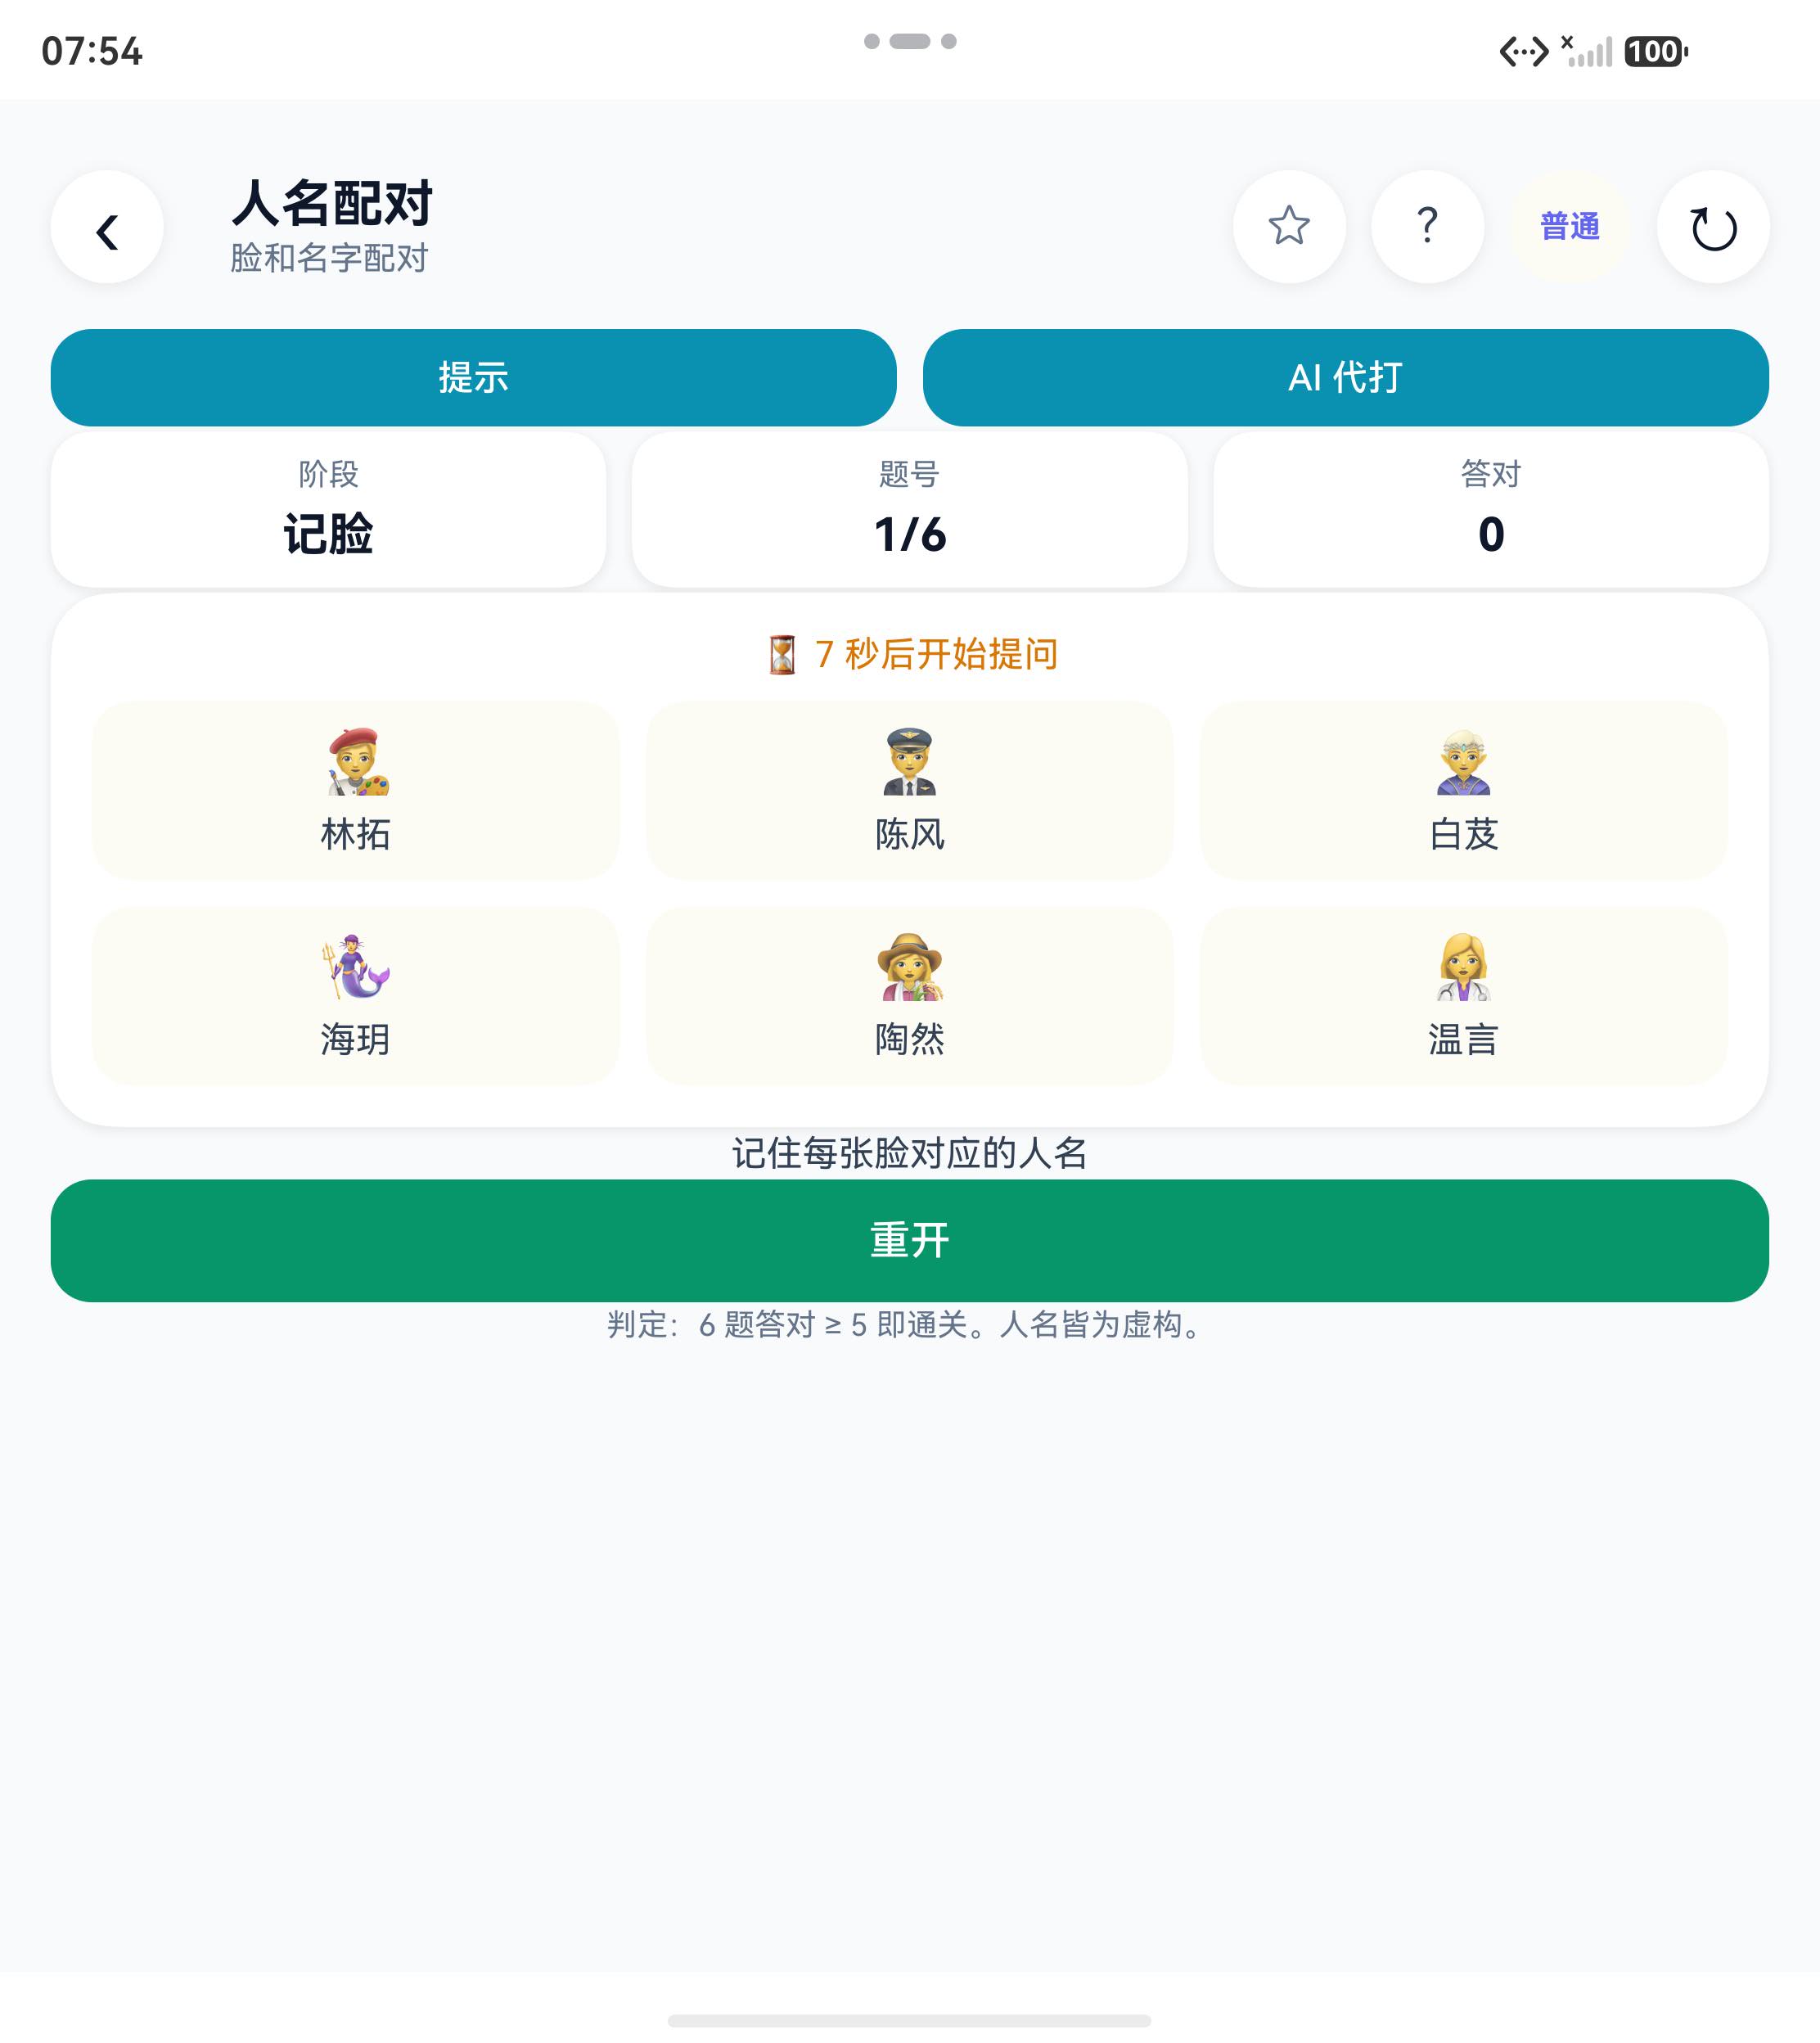 07:54
100
人名配对
脸和名字配对
?
普通
提示
AI 代打
阶段
题号
答对
记脸
1/6
0
7 秒后开始提问
林拓
陈风
白芨
海玥
陶然
温言
记住每张脸对应的人名
重开
判定：6 题答对 ≥ 5 即通关。人名皆为虚构。